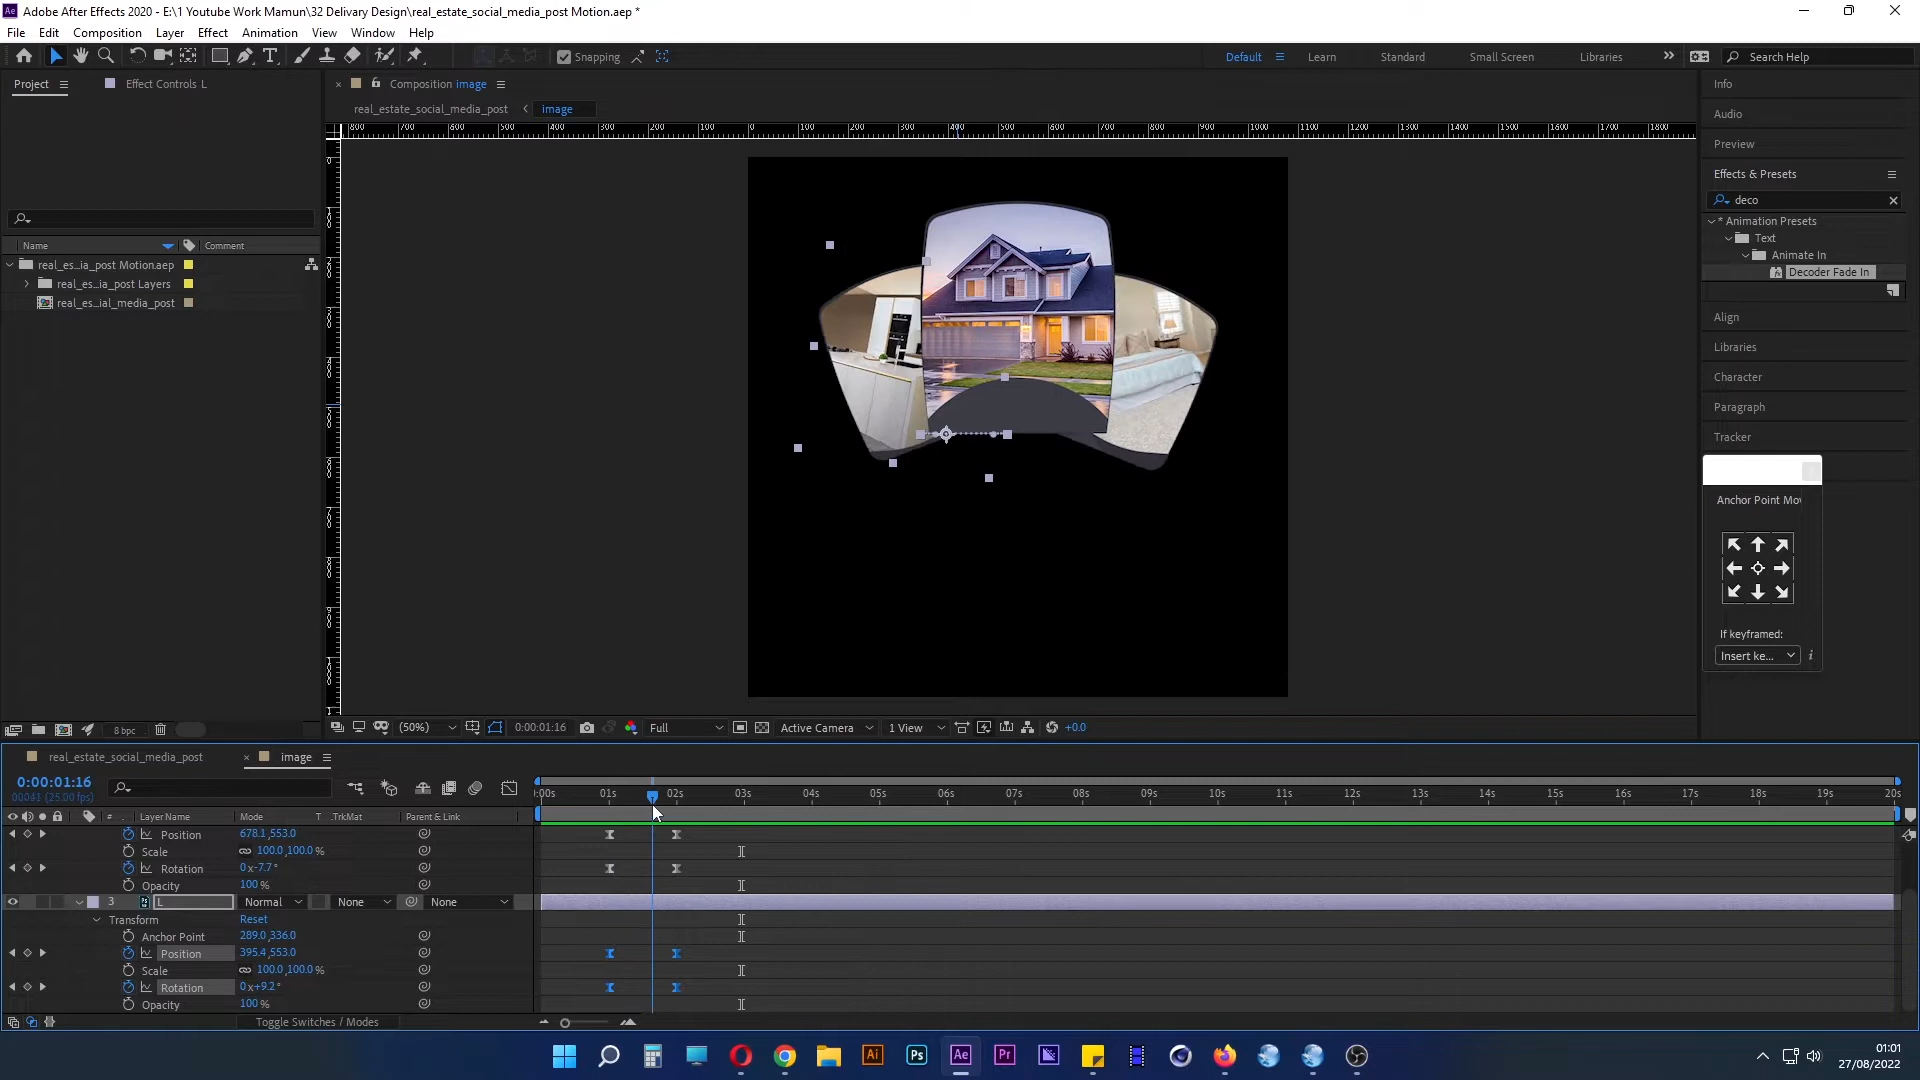 Adobe After Effects 2020 - E:\1 Youtube Work Mamun\32 Delivary Design\real_estate_social_media_post Motion.aep *
File Edit Composition Layer Effect Animation View Window Help
Snapping Default Learn Standard Small Screen Libraries Search Help
Project Effect Controls L Composition image Info
real_estate_social_media_post image
Audio
Preview
Effects & Presets
deco
* Animation Presets
Text
Animate In
Decoder Fade In
Name Comment
real_es...ia_post Motion.aep
real_es...ia_post Layers
real_es...ial_media_post
Align
Libraries
Character
Paragraph
Tracker
Anchor Point Mov
If keyframed:
Insert ke...
8 bpc (50%) 0:00:01:16 Full Active Camera 1 View +0.0
real_estate_social_media_post image
0:00:01:16
00041 (25.00 fps)
:00s 01s 02s 03s 04s 05s 06s 07s 08s 09s 10s 11s 12s 13s 14s 15s 16s 17s 18s 19s 20s
# Layer Name Mode T .TrkMat Parent & Link
Position 678.1,553.0
Scale 100.0,100.0 %
Rotation 0x-7.7°
Opacity 100 %
3 L Normal None None
Transform Reset
Anchor Point 289.0,336.0
Position 395.4,553.0
Scale 100.0,100.0 %
Rotation 0x+9.2°
Opacity 100 %
Toggle Switches / Modes
Ai Ps Ae Pr
01:01
27/08/2022